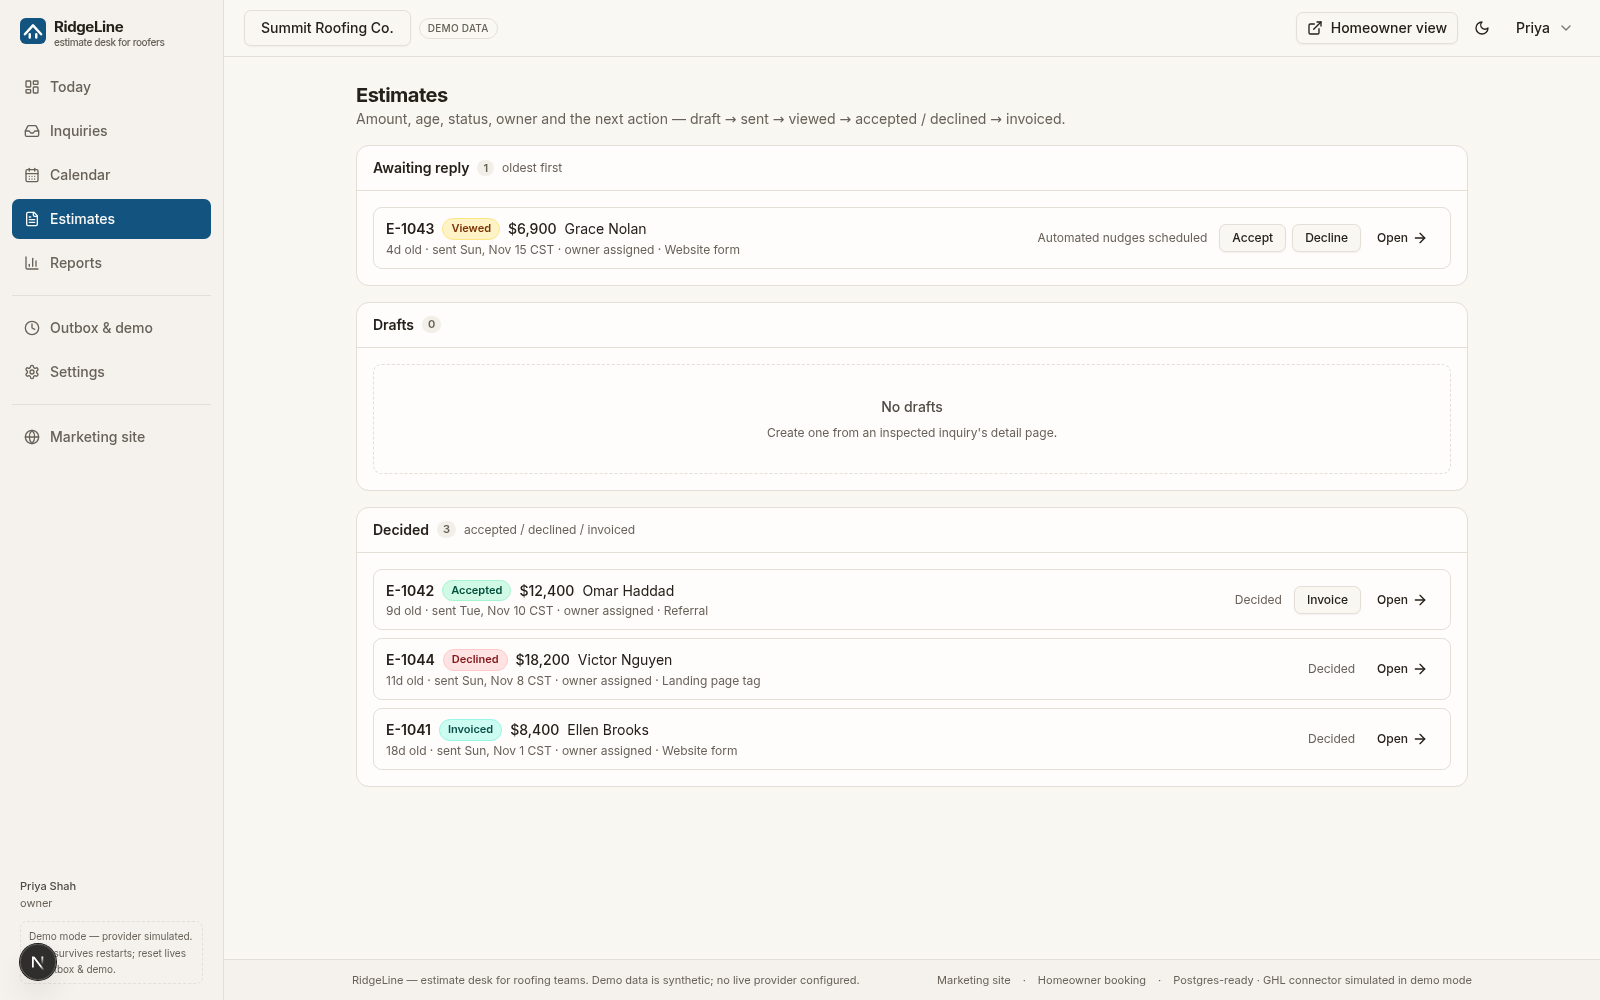 RidgeLine
estimate desk for roofers
Today
Inquiries
Calendar
Estimates
Reports
Outbox & demo
Settings
Marketing site
Priya Shah
owner
Demo mode — provider simulated.
survives restarts; reset lives
box & demo.
N
Summit Roofing Co.
DEMO DATA
Homeowner view
Priya
Estimates
Amount, age, status, owner and the next action — draft → sent → viewed → accepted / declined → invoiced.
Awaiting reply 1 oldest first
E-1043 Viewed $6,900 Grace Nolan
4d old · sent Sun, Nov 15 CST · owner assigned · Website form
Automated nudges scheduled Accept Decline Open →
Drafts 0
No drafts
Create one from an inspected inquiry's detail page.
Decided 3 accepted / declined / invoiced
E-1042 Accepted $12,400 Omar Haddad
9d old · sent Tue, Nov 10 CST · owner assigned · Referral
Decided Invoice Open →
E-1044 Declined $18,200 Victor Nguyen
11d old · sent Sun, Nov 8 CST · owner assigned · Landing page tag
Decided Open →
E-1041 Invoiced $8,400 Ellen Brooks
18d old · sent Sun, Nov 1 CST · owner assigned · Website form
Decided Open →
RidgeLine — estimate desk for roofing teams. Demo data is synthetic; no live provider configured.
Marketing site · Homeowner booking · Postgres-ready · GHL connector simulated in demo mode